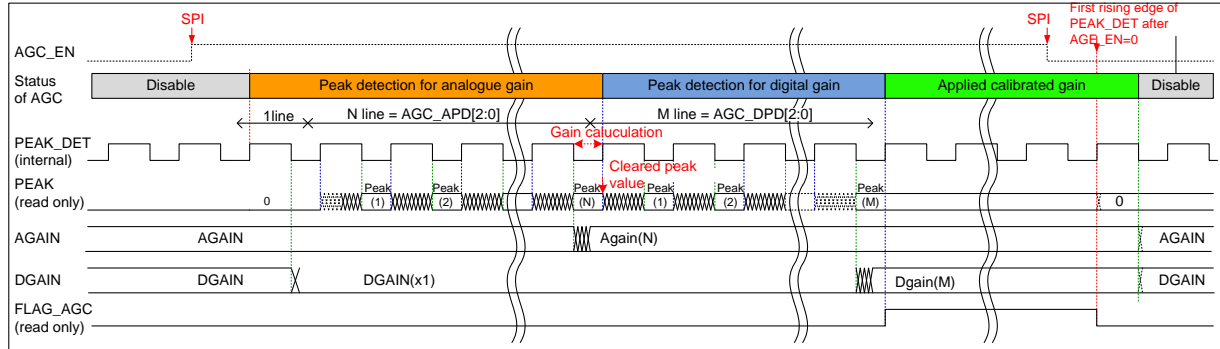 SPI
SPI
First rising edge of
PEAK_DET after
AGE_EN=0
AGC_EN
Status
of AGC
Disable
Peak detection for analogue gain
Peak detection for digital gain
Applied calibrated gain
Disable
1line
N line = AGC_APD[2:0]
M line = AGC_DPD[2:0]
Gain caluculation
PEAK_DET
(internal)
Cleared peak
value
PEAK
(read only)
0
Peak
(1)
Peak
(2)
Peak
(N)
Peak
(1)
Peak
(2)
Peak
(M)
0
AGAIN
AGAIN
Again(N)
AGAIN
DGAIN
DGAIN
DGAIN(x1)
Dgain(M)
DGAIN
FLAG_AGC
(read only)